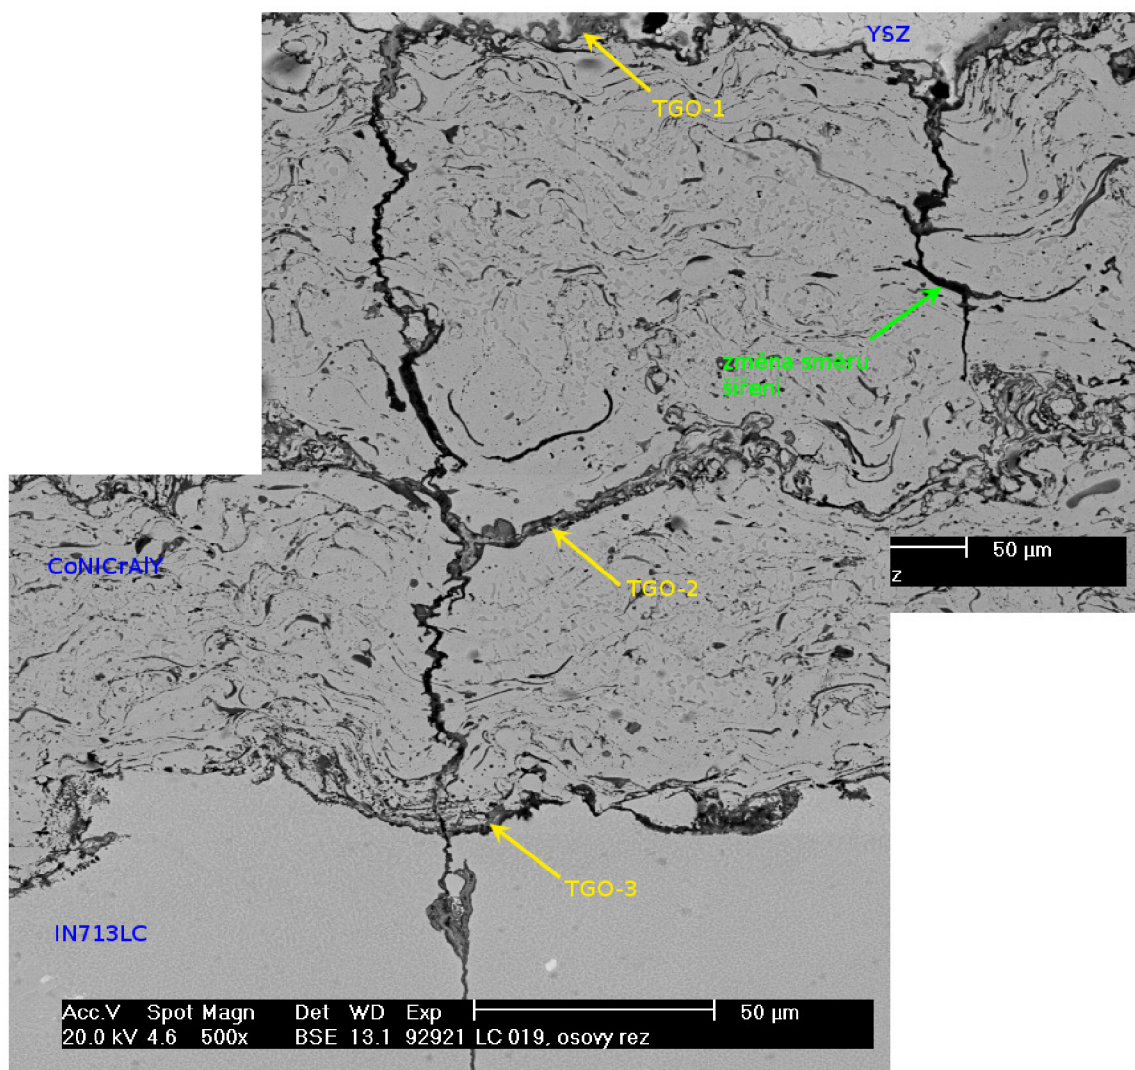 YSZ
TGO-1
změna směru
šíření
50 µm
z
CoNiCrAlY
TGO-2
TGO-3
IN713LC
Acc.V Spot Magn Det WD Exp 50 µm
20.0 kV 4.6 500x BSE 13.1 92921 LC 019, osovy rez